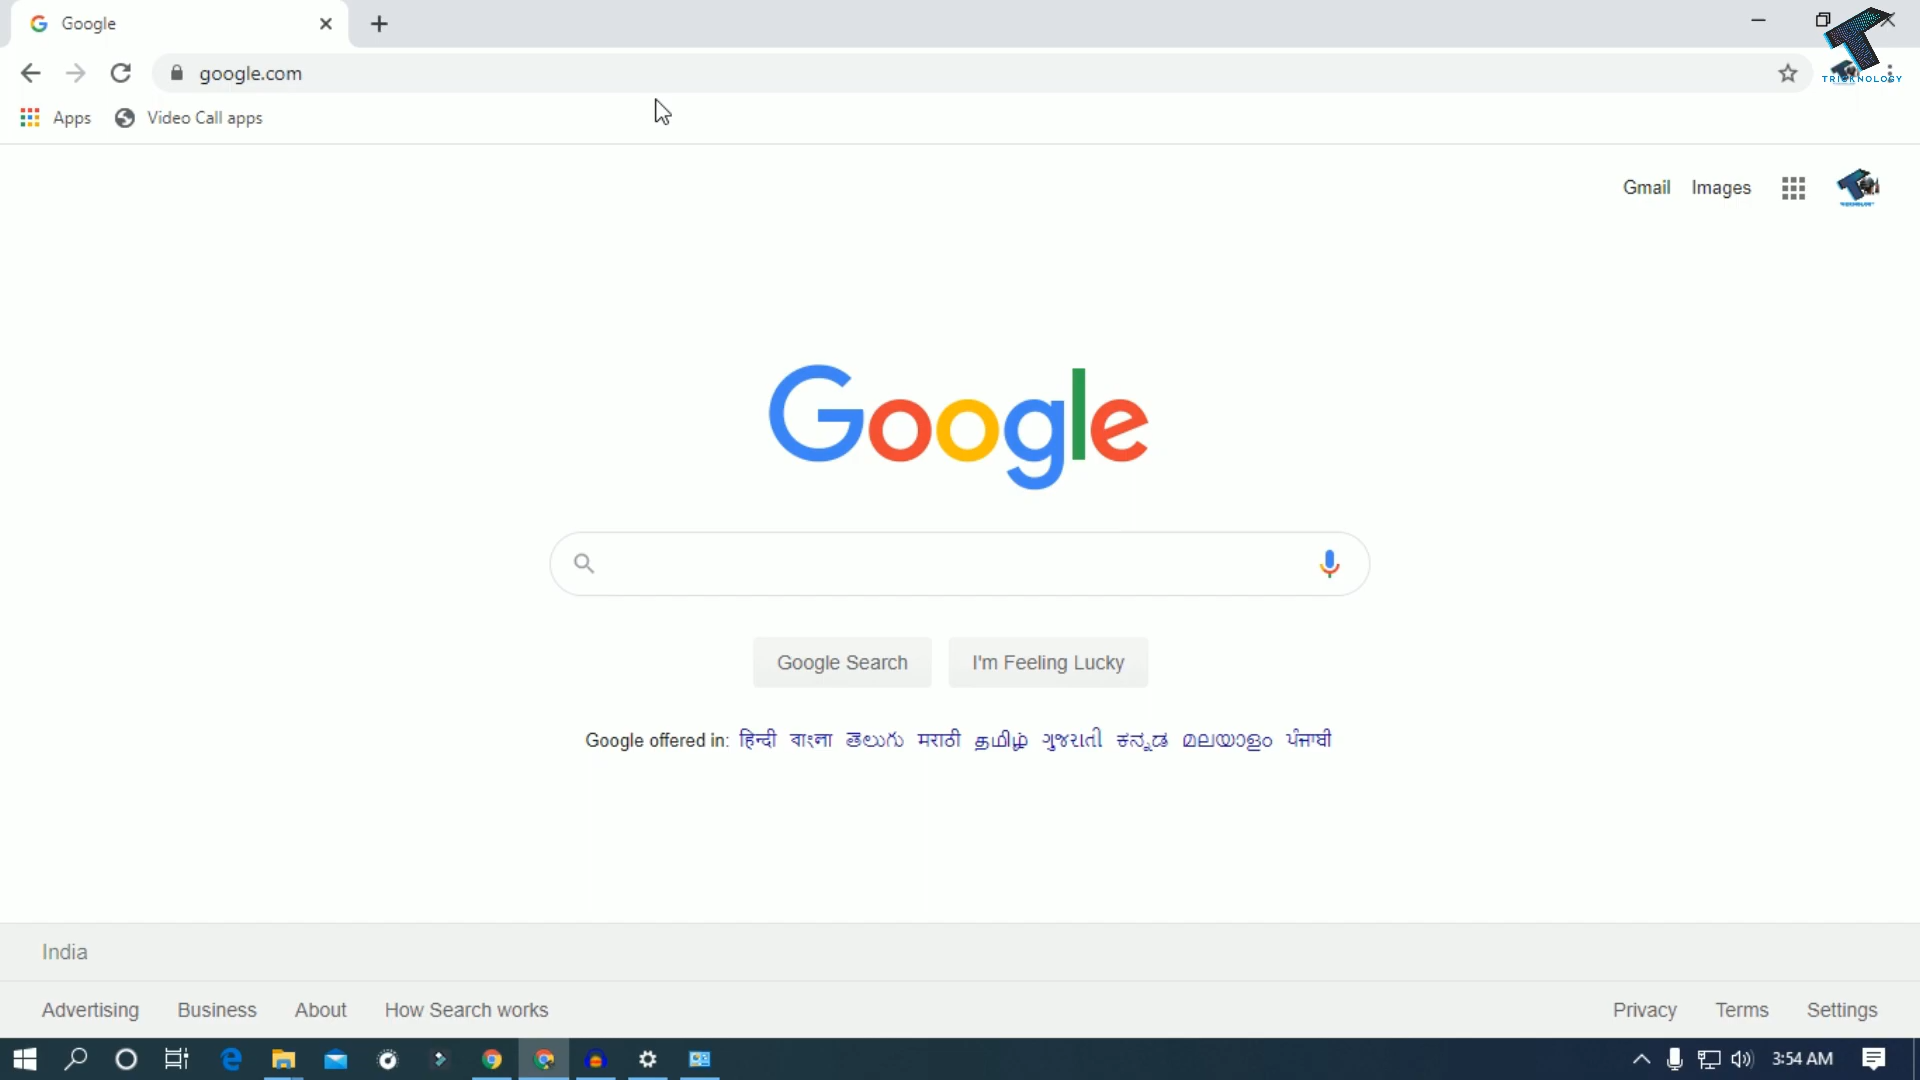 Google
google.com
TRICKNOLOGY
Apps Video Call apps
Gmail Images
Google
Google Search I'm Feeling Lucky
Google offered in: हिन्दी বাংলা తెలుగు मराठी தமிழ் ગુજરાતી ಕನ್ನಡ മലയാളം ਪੰਜਾਬੀ
India
Advertising Business About How Search works Privacy Terms Settings
3:54 AM